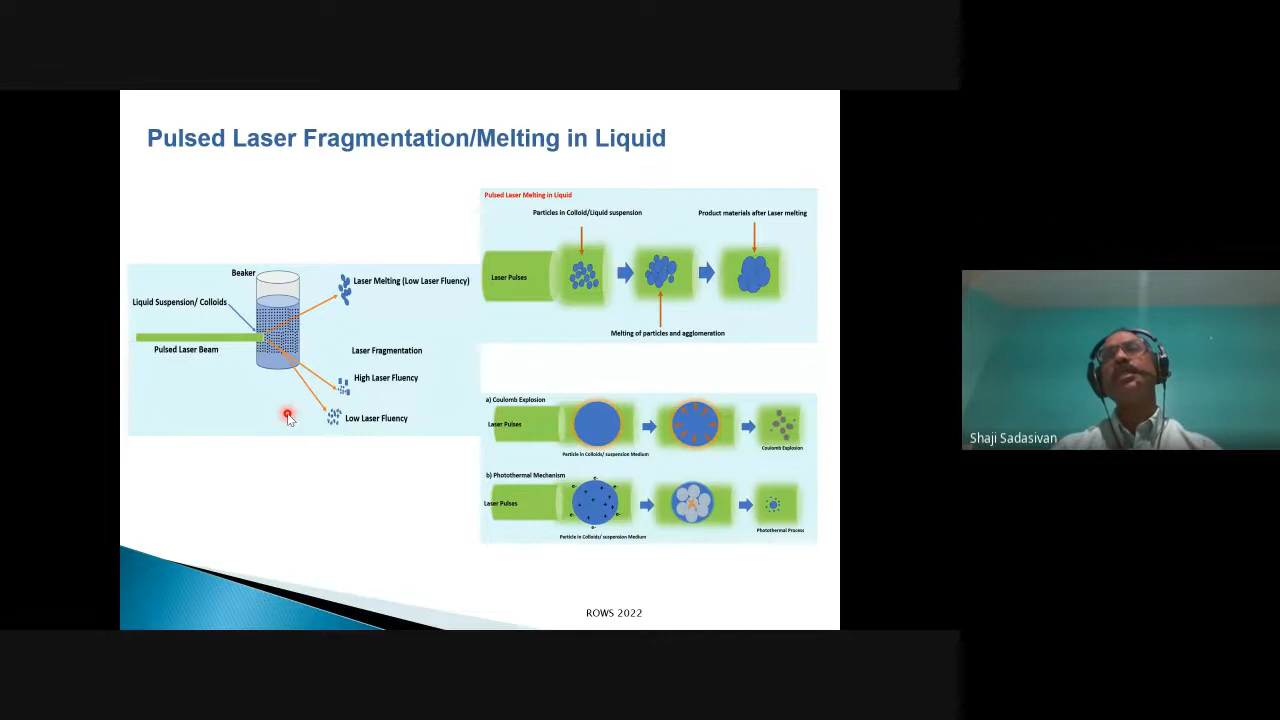 Pulsed Laser Fragmentation/Melting in Liquid
Beaker
Liquid Suspension/ Colloids
Pulsed Laser Beam
Laser Melting (Low Laser Fluency)
Laser Fragmentation
High Laser Fluency
Low Laser Fluency
Pulsed Laser Melting in Liquid
Particles in Colloid/Liquid suspension
Product materials after Laser melting
Laser Pulses
Melting of particles and agglomeration
a) Coulomb Explosion
Laser Pulses
Particle in Colloids/ suspension Medium
Coulomb Explosion
b) Photothermal Mechanism
Laser Pulses
Particle in Colloids/ suspension Medium
Photothermal Process
ROWS 2022
Shaji Sadasivan